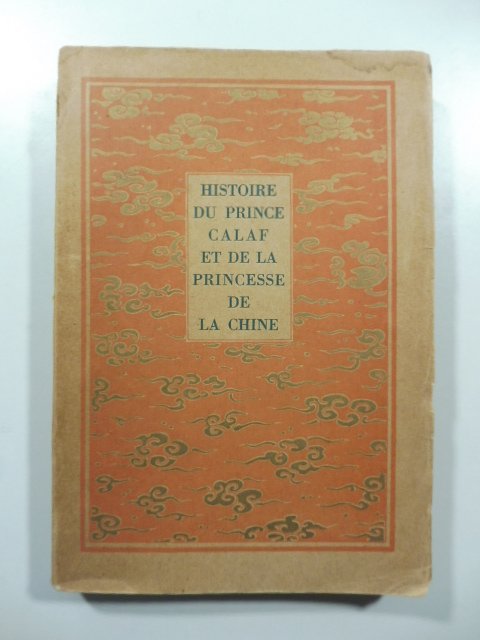 HISTOIRE
DU PRINCE
CALAF
ET DE LA
PRINCESSE
DE
LA CHINE